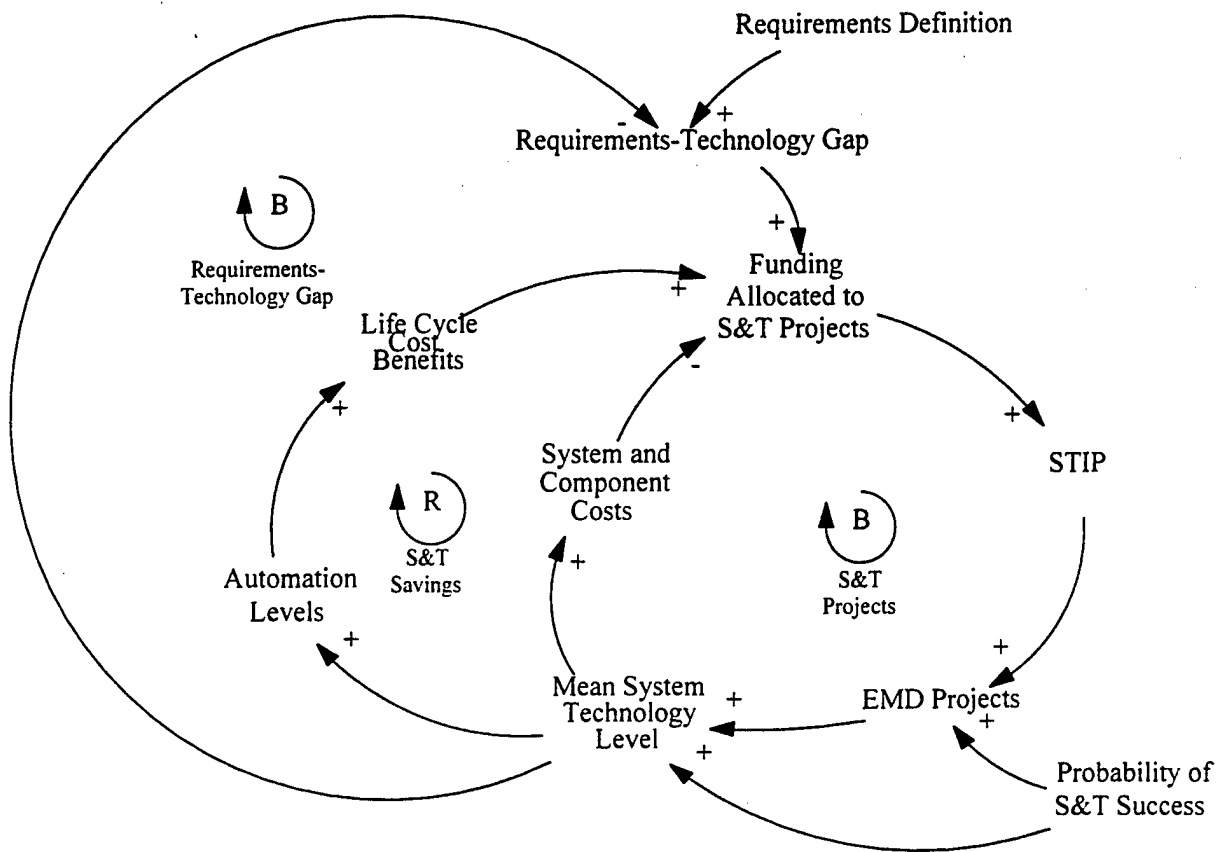 Requirements Definition
-
+
Requirements-Technology Gap
B
Requirements-
Technology Gap
+
Funding
Allocated to
S&T Projects
+
Life Cycle
Cost
Benefits
-
+
+
System and
Component
Costs
STIP
R
S&T
Savings
B
S&T
Projects
+
Automation
Levels
+
+
Mean System
Technology
Level
+
+
EMD Projects
+
+
Probability of
S&T Success